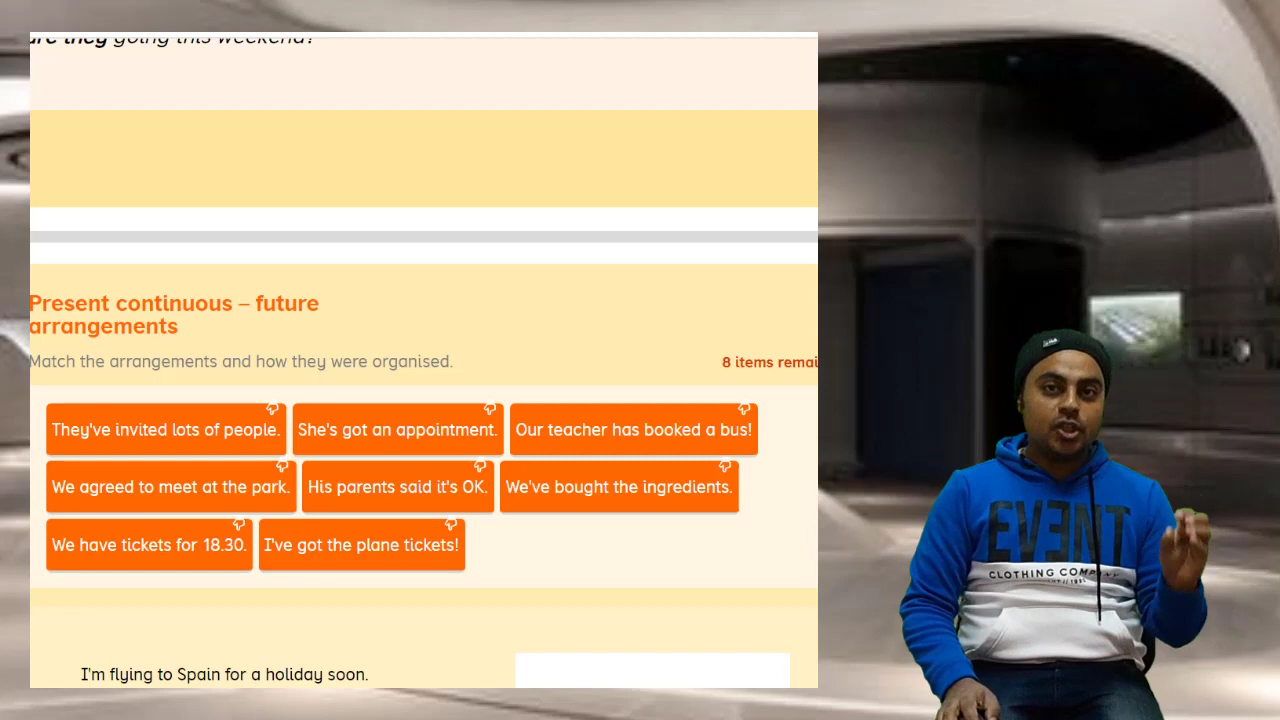 are they going this weekend?
Present continuous – future
arrangements
Match the arrangements and how they were organised.
8 items remai
They've invited lots of people.
She's got an appointment.
Our teacher has booked a bus!
We agreed to meet at the park.
His parents said it's OK.
We've bought the ingredients.
We have tickets for 18.30.
I've got the plane tickets!
I'm flying to Spain for a holiday soon.
EVENT
CLOTHING